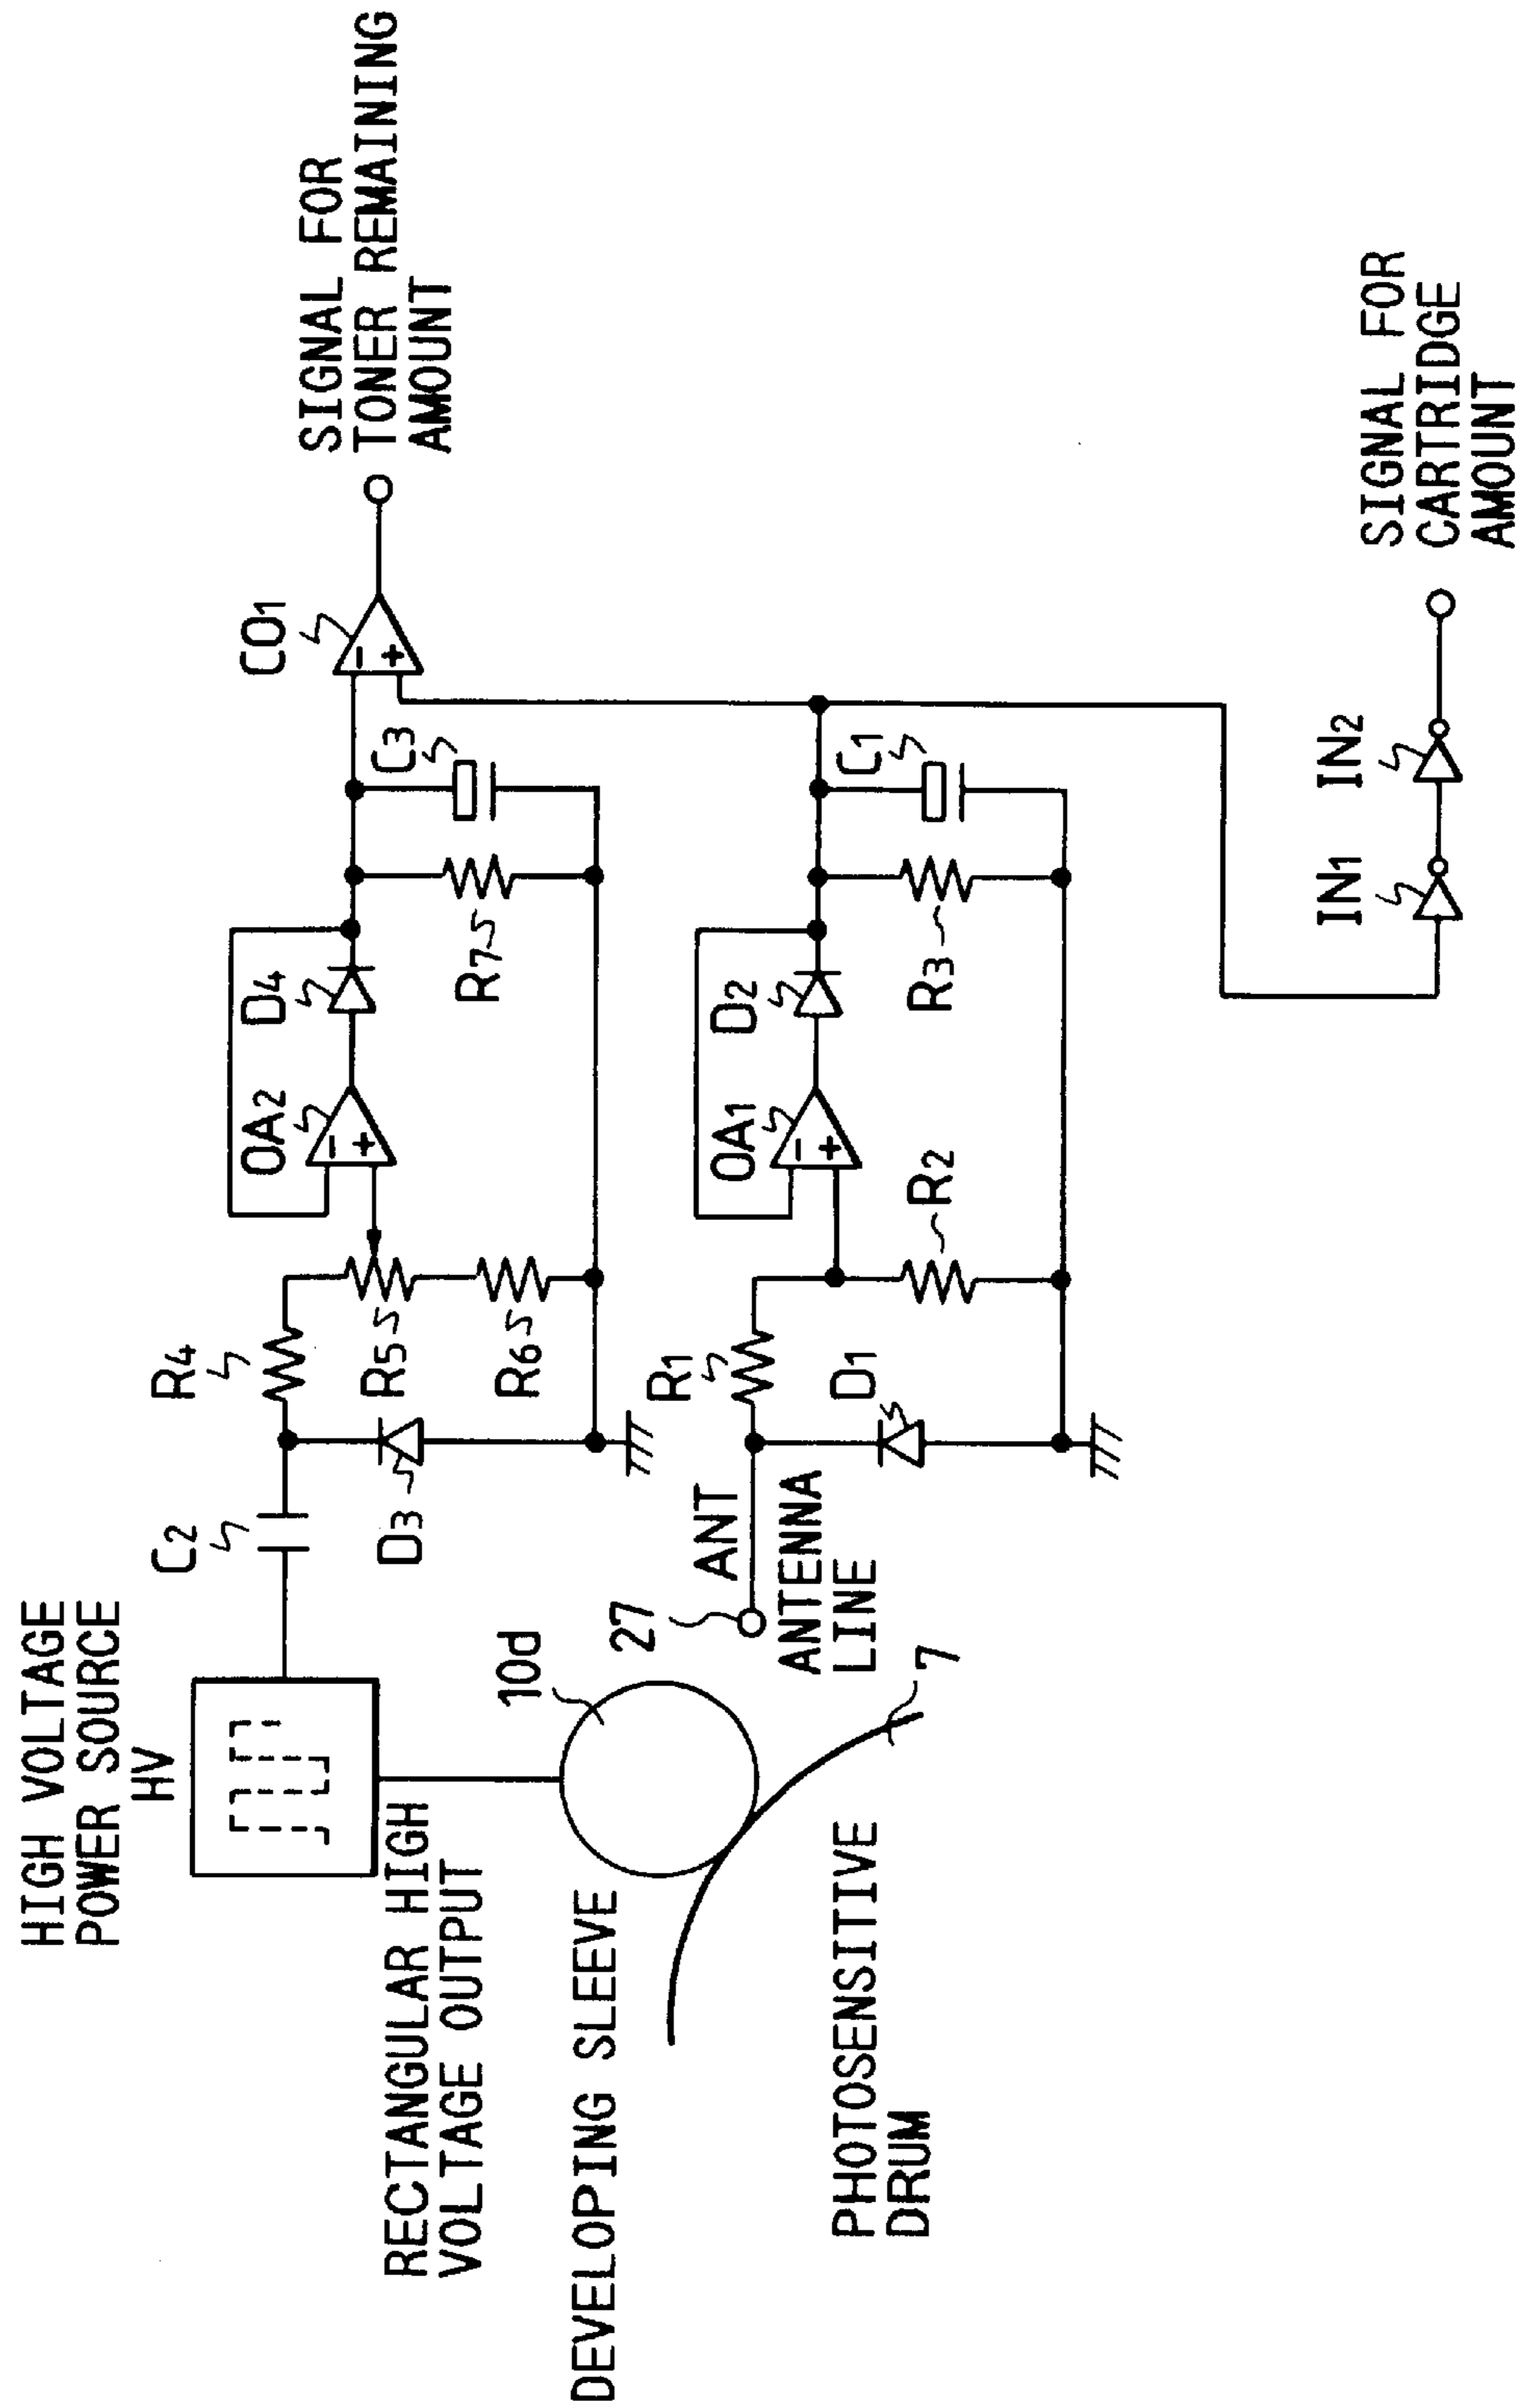 HIGH VOLTAGE
POWER SOURCE
HV
RECTANGULAR HIGH
VOLTAGE OUTPUT
DEVELOPING SLEEVE
10d
PHOTOSENSITIVE
DRUM
7
27
ANT
ANTENNA
LINE
C2
R4
D3
R5
R6
OA2
-
+
D4
R7
C3
CO1
-
+
SIGNAL FOR
TONER REMAINING
AMOUNT
R1
D1
R2
OA1
-
+
D2
R3
C1
IN1
IN2
SIGNAL FOR
CARTRIDGE
AMOUNT